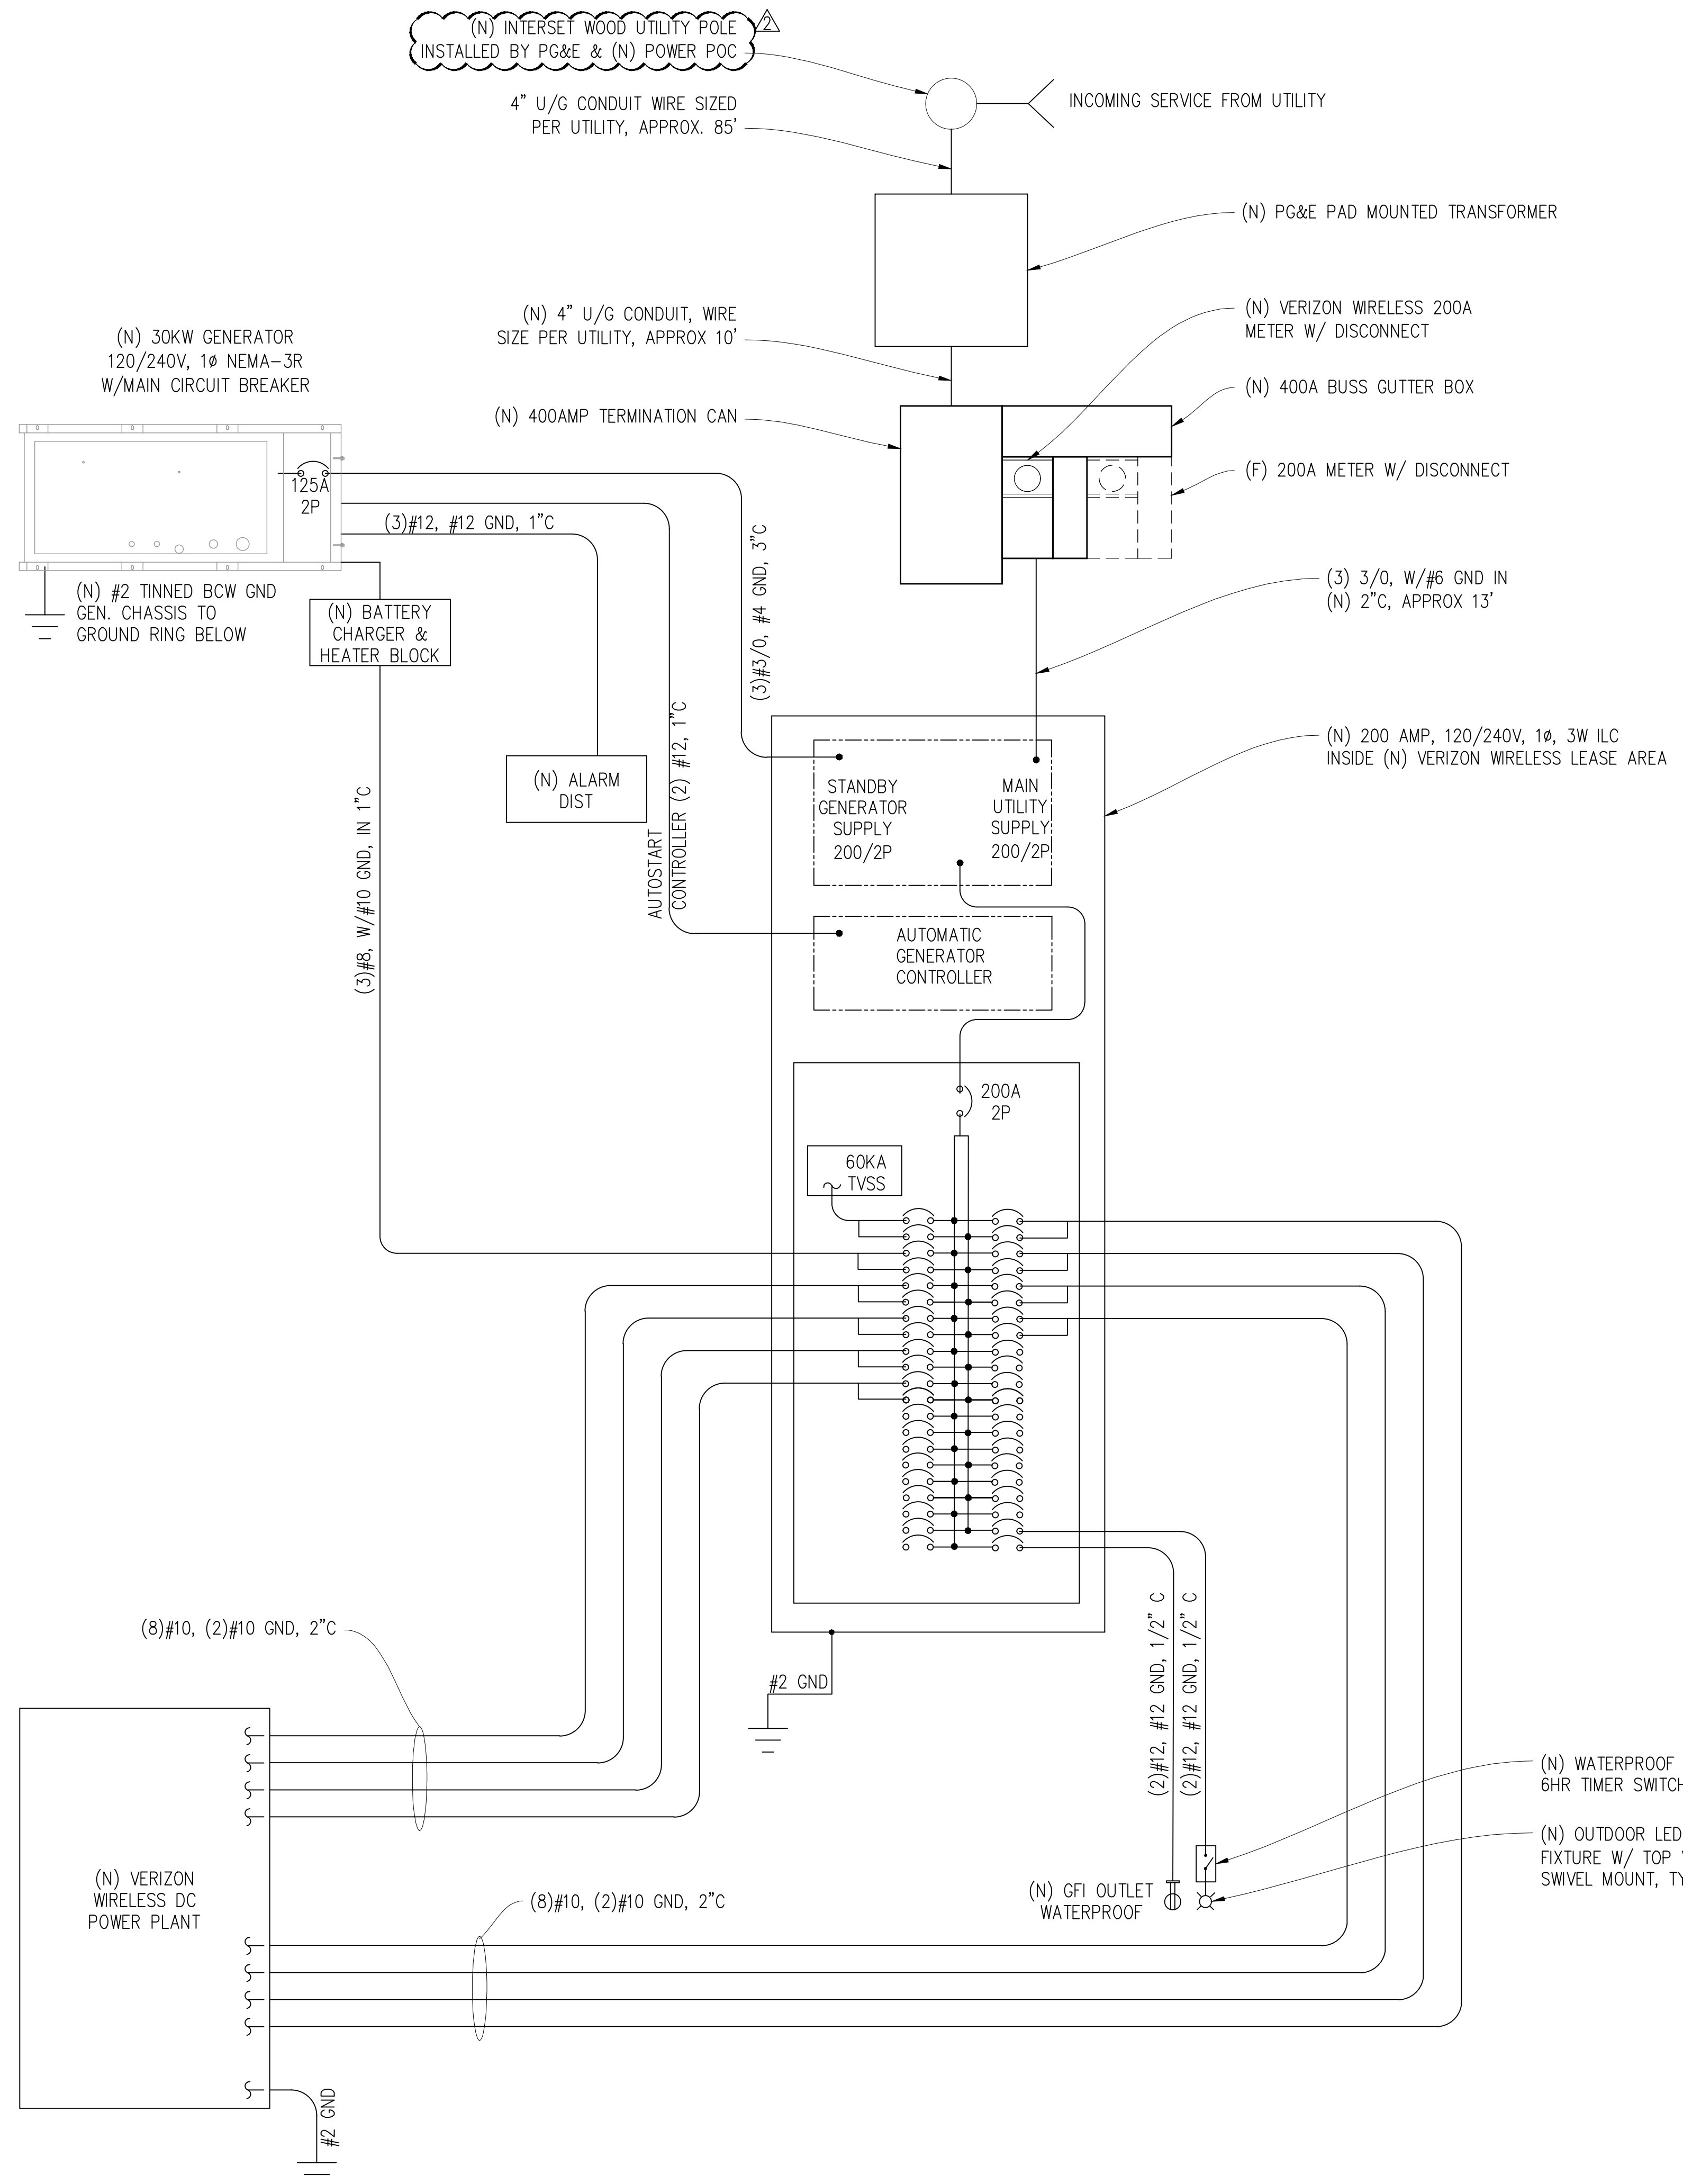 (N) INTERSET WOOD UTILITY POLE
INSTALLED BY PG&E & (N) POWER POC
2
4" U/G CONDUIT WIRE SIZED
PER UTILITY, APPROX. 85'
INCOMING SERVICE FROM UTILITY
(N) PG&E PAD MOUNTED TRANSFORMER
(N) 4" U/G CONDUIT, WIRE
SIZE PER UTILITY, APPROX 10'
(N) VERIZON WIRELESS 200A
METER W/ DISCONNECT
(N) 400A BUSS GUTTER BOX
(N) 400AMP TERMINATION CAN
(F) 200A METER W/ DISCONNECT
(N) 30KW GENERATOR
120/240V, 1ø NEMA-3R
W/MAIN CIRCUIT BREAKER
125A
2P
(3)#12, #12 GND, 1"C
(N) #2 TINNED BCW GND
GEN. CHASSIS TO
GROUND RING BELOW
(N) BATTERY
CHARGER &
HEATER BLOCK
(3)#3/0, #4 GND, 3"C
(3) 3/0, W/#6 GND IN
(N) 2"C, APPROX 13'
(N) 200 AMP, 120/240V, 1ø, 3W ILC
INSIDE (N) VERIZON WIRELESS LEASE AREA
(N) ALARM
DIST
AUTOSTART
CONTROLLER (2) #12, 1"C
(3)#8, W/#10 GND, IN 1"C
STANDBY
GENERATOR
SUPPLY
200/2P
MAIN
UTILITY
SUPPLY
200/2P
AUTOMATIC
GENERATOR
CONTROLLER
200A
2P
60KA
TVSS
(8)#10, (2)#10 GND, 2"C
#2 GND
(2)#12, #12 GND, 1/2" C
(2)#12, #12 GND, 1/2" C
(N) WATERPROOF
6HR TIMER SWITCH
(N) OUTDOOR LED
FIXTURE W/ TOP
SWIVEL MOUNT,
(N) GFI OUTLET
WATERPROOF
(N) VERIZON
WIRELESS DC
POWER PLANT
(8)#10, (2)#10 GND, 2"C
#2 GND